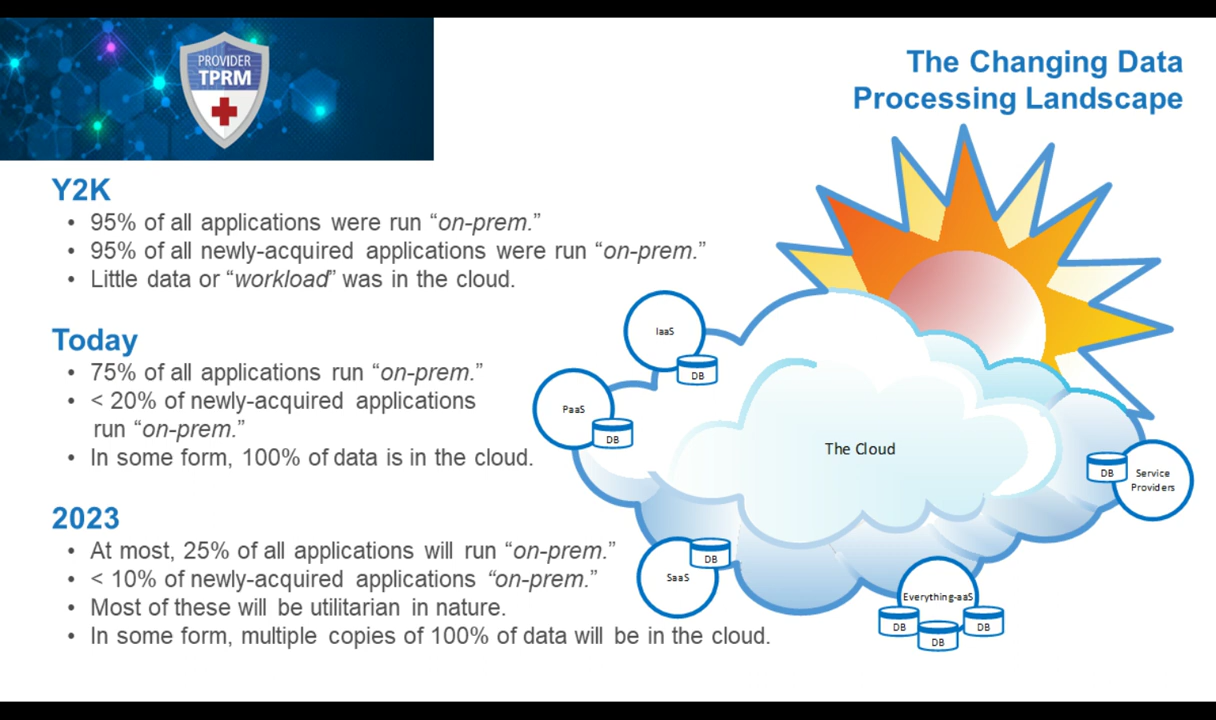 PROVIDER
TPRM
The Changing Data
Processing Landscape
Y2K
• 95% of all applications were run “on-prem.”
• 95% of all newly-acquired applications were run “on-prem.”
• Little data or “workload” was in the cloud.
Today
• 75% of all applications run “on-prem.”
• < 20% of newly-acquired applications
run “on-prem.”
• In some form, 100% of data is in the cloud.
2023
• At most, 25% of all applications will run “on-prem.”
• < 10% of newly-acquired applications “on-prem.”
• Most of these will be utilitarian in nature.
• In some form, multiple copies of 100% of data will be in the cloud.
IaaS
DB
PaaS
DB
The Cloud
DB
Service
Providers
SaaS
DB
Everything-aaS
DB
DB
DB